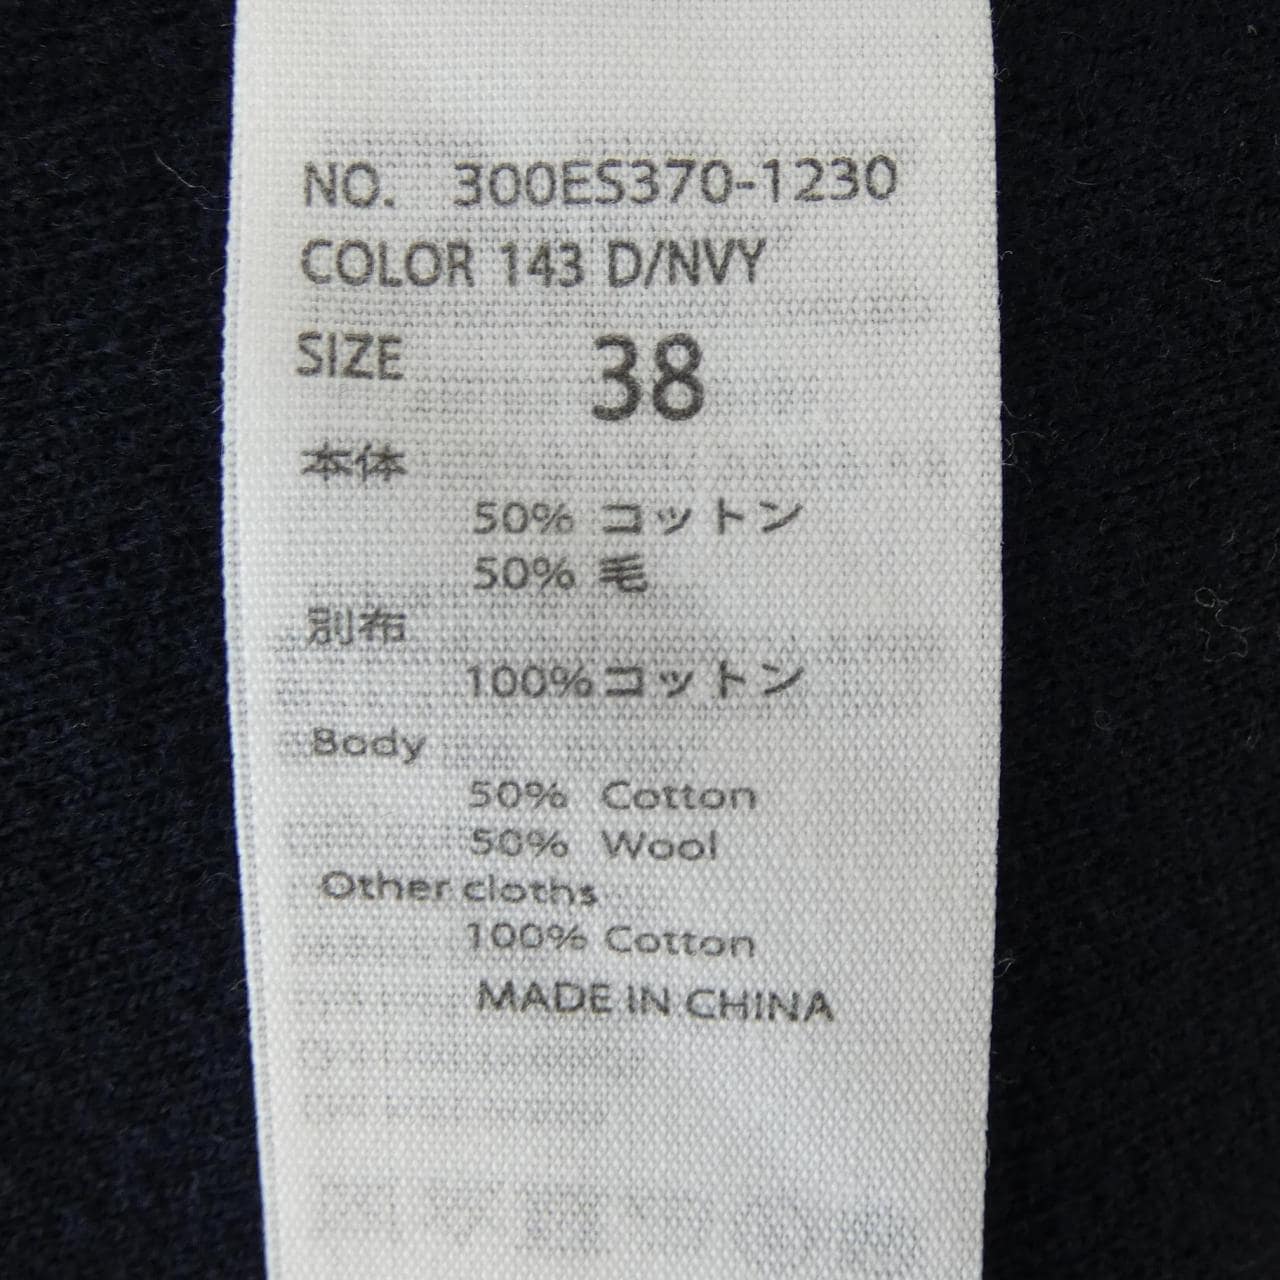 NO. 300ES370-1230
COLOR 143 D/NVY
SIZE 38
本体
50% コットン
50% 毛
別布
100%コットン
Body
50% Cotton
50% Wool
Other cloths
100% Cotton
MADE IN CHINA